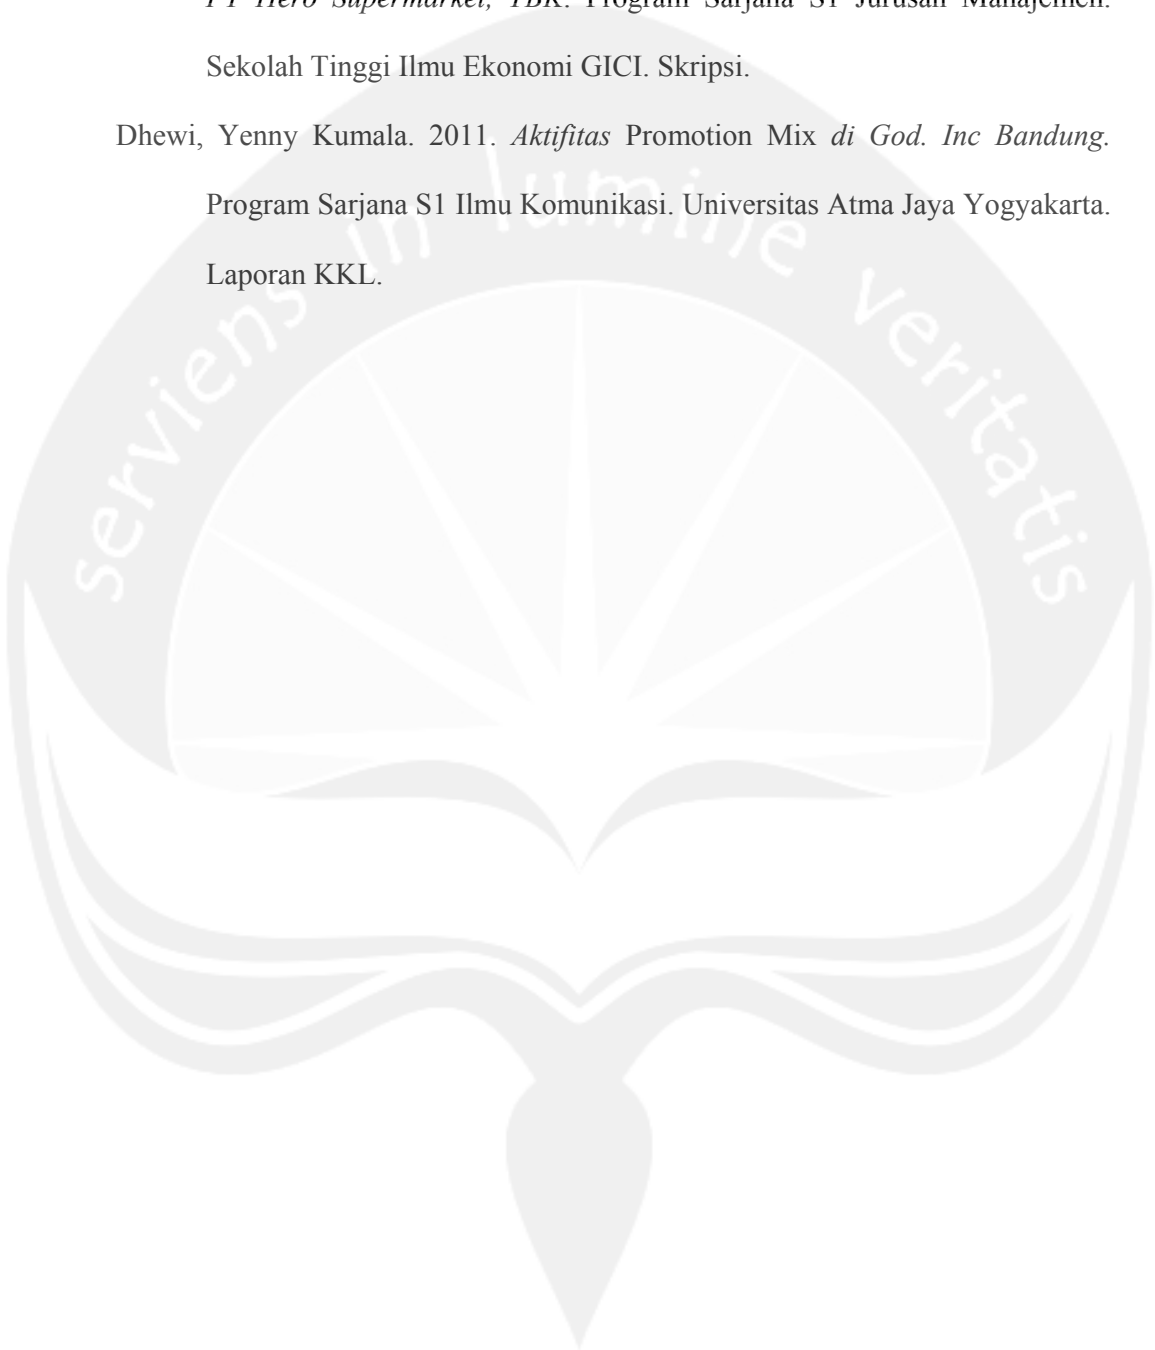 PT Hero Supermarket, TBK. Program Sarjana S1 Jurusan Manajemen.
Sekolah Tinggi Ilmu Ekonomi GICI. Skripsi.
Dhewi, Yenny Kumala. 2011. Aktifitas Promotion Mix di God. Inc Bandung.
Program Sarjana S1 Ilmu Komunikasi. Universitas Atma Jaya Yogyakarta.
Laporan KKL.
serviens in lumine veritatis